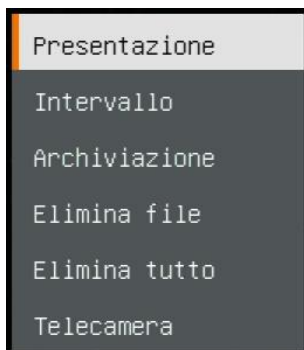 Presentazione
Intervallo
Archiviazione
Elimina file
Elimina tutto
Telecamera